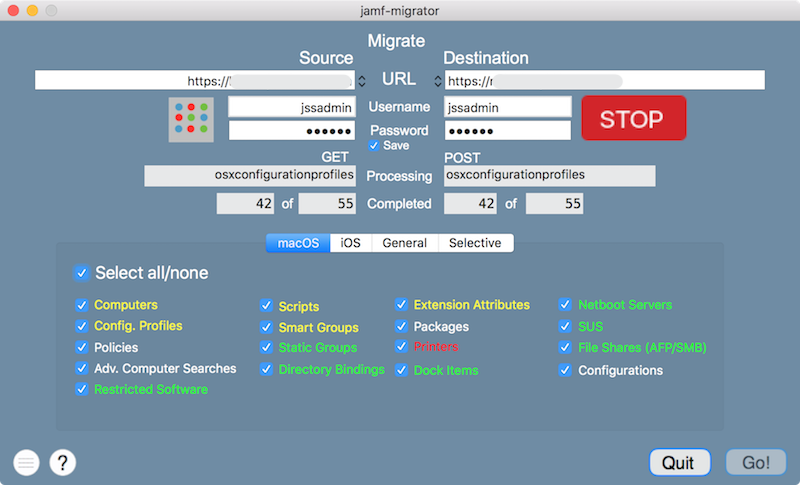 jamf-migrator
Migrate
Source
Destination
https://
URL
https://
jssadmin
Username
jssadmin
STOP
●●●●●●
Password
●●●●●●
Save
GET
POST
osxconfigurationprofiles
Processing
osxconfigurationprofiles
42 of 55
Completed
42 of 55
macOS
iOS
General
Selective
Select all/none
Computers
Scripts
Extension Attributes
Netboot Servers
Config. Profiles
Smart Groups
Packages
SUS
Policies
Static Groups
Printers
File Shares (AFP/SMB)
Adv. Computer Searches
Directory Bindings
Dock Items
Configurations
Restricted Software
?
Quit
Go!